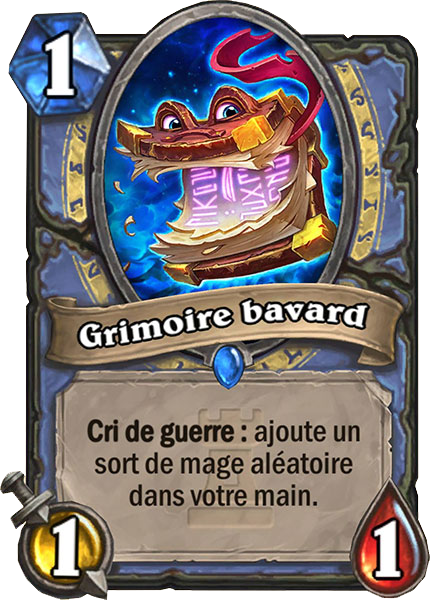 1
Grimoire bavard
Cri de guerre : ajoute un
sort de mage aléatoire
dans votre main.
1
1